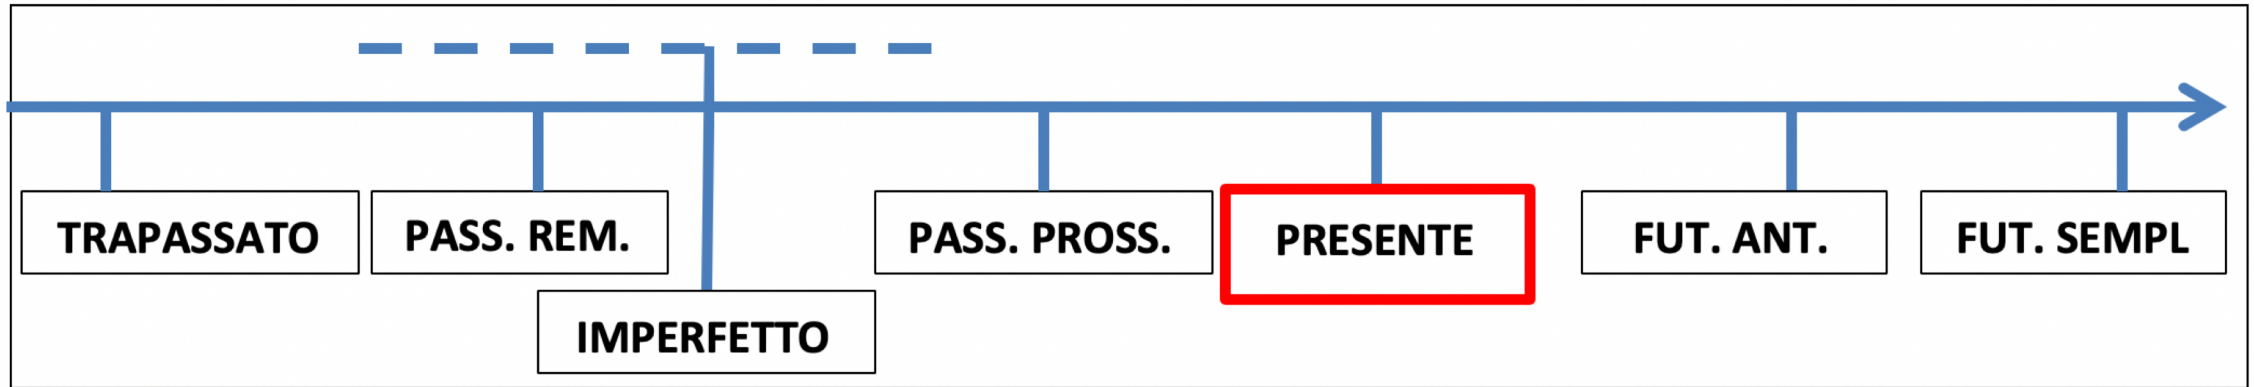 TRAPASSATO
PASS. REM.
IMPERFETTO
PASS. PROSS.
PRESENTE
FUT. ANT.
FUT. SEMPL